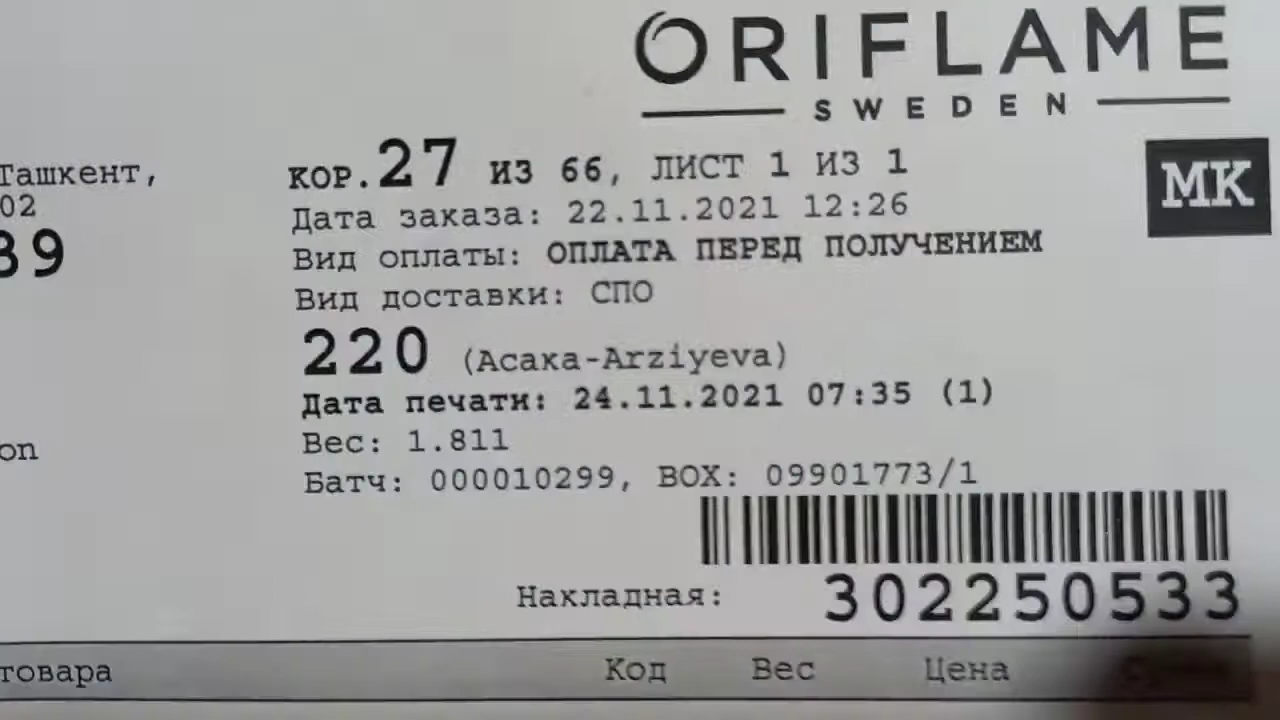 ORIFLAME
SWEDEN
Ташкент,
02
39
КОР.27 ИЗ 66, ЛИСТ 1 ИЗ 1
МК
Дата заказа: 22.11.2021 12:26
Вид оплаты: ОПЛАТА ПЕРЕД ПОЛУЧЕНИЕМ
Вид доставки: СПО
220 (Асака-Arziyeva)
Дата печати: 24.11.2021 07:35 (1)
on
Вес: 1.811
Батч: 000010299, BOX: 09901773/1
Накладная: 302250533
товара Код Вес Цена